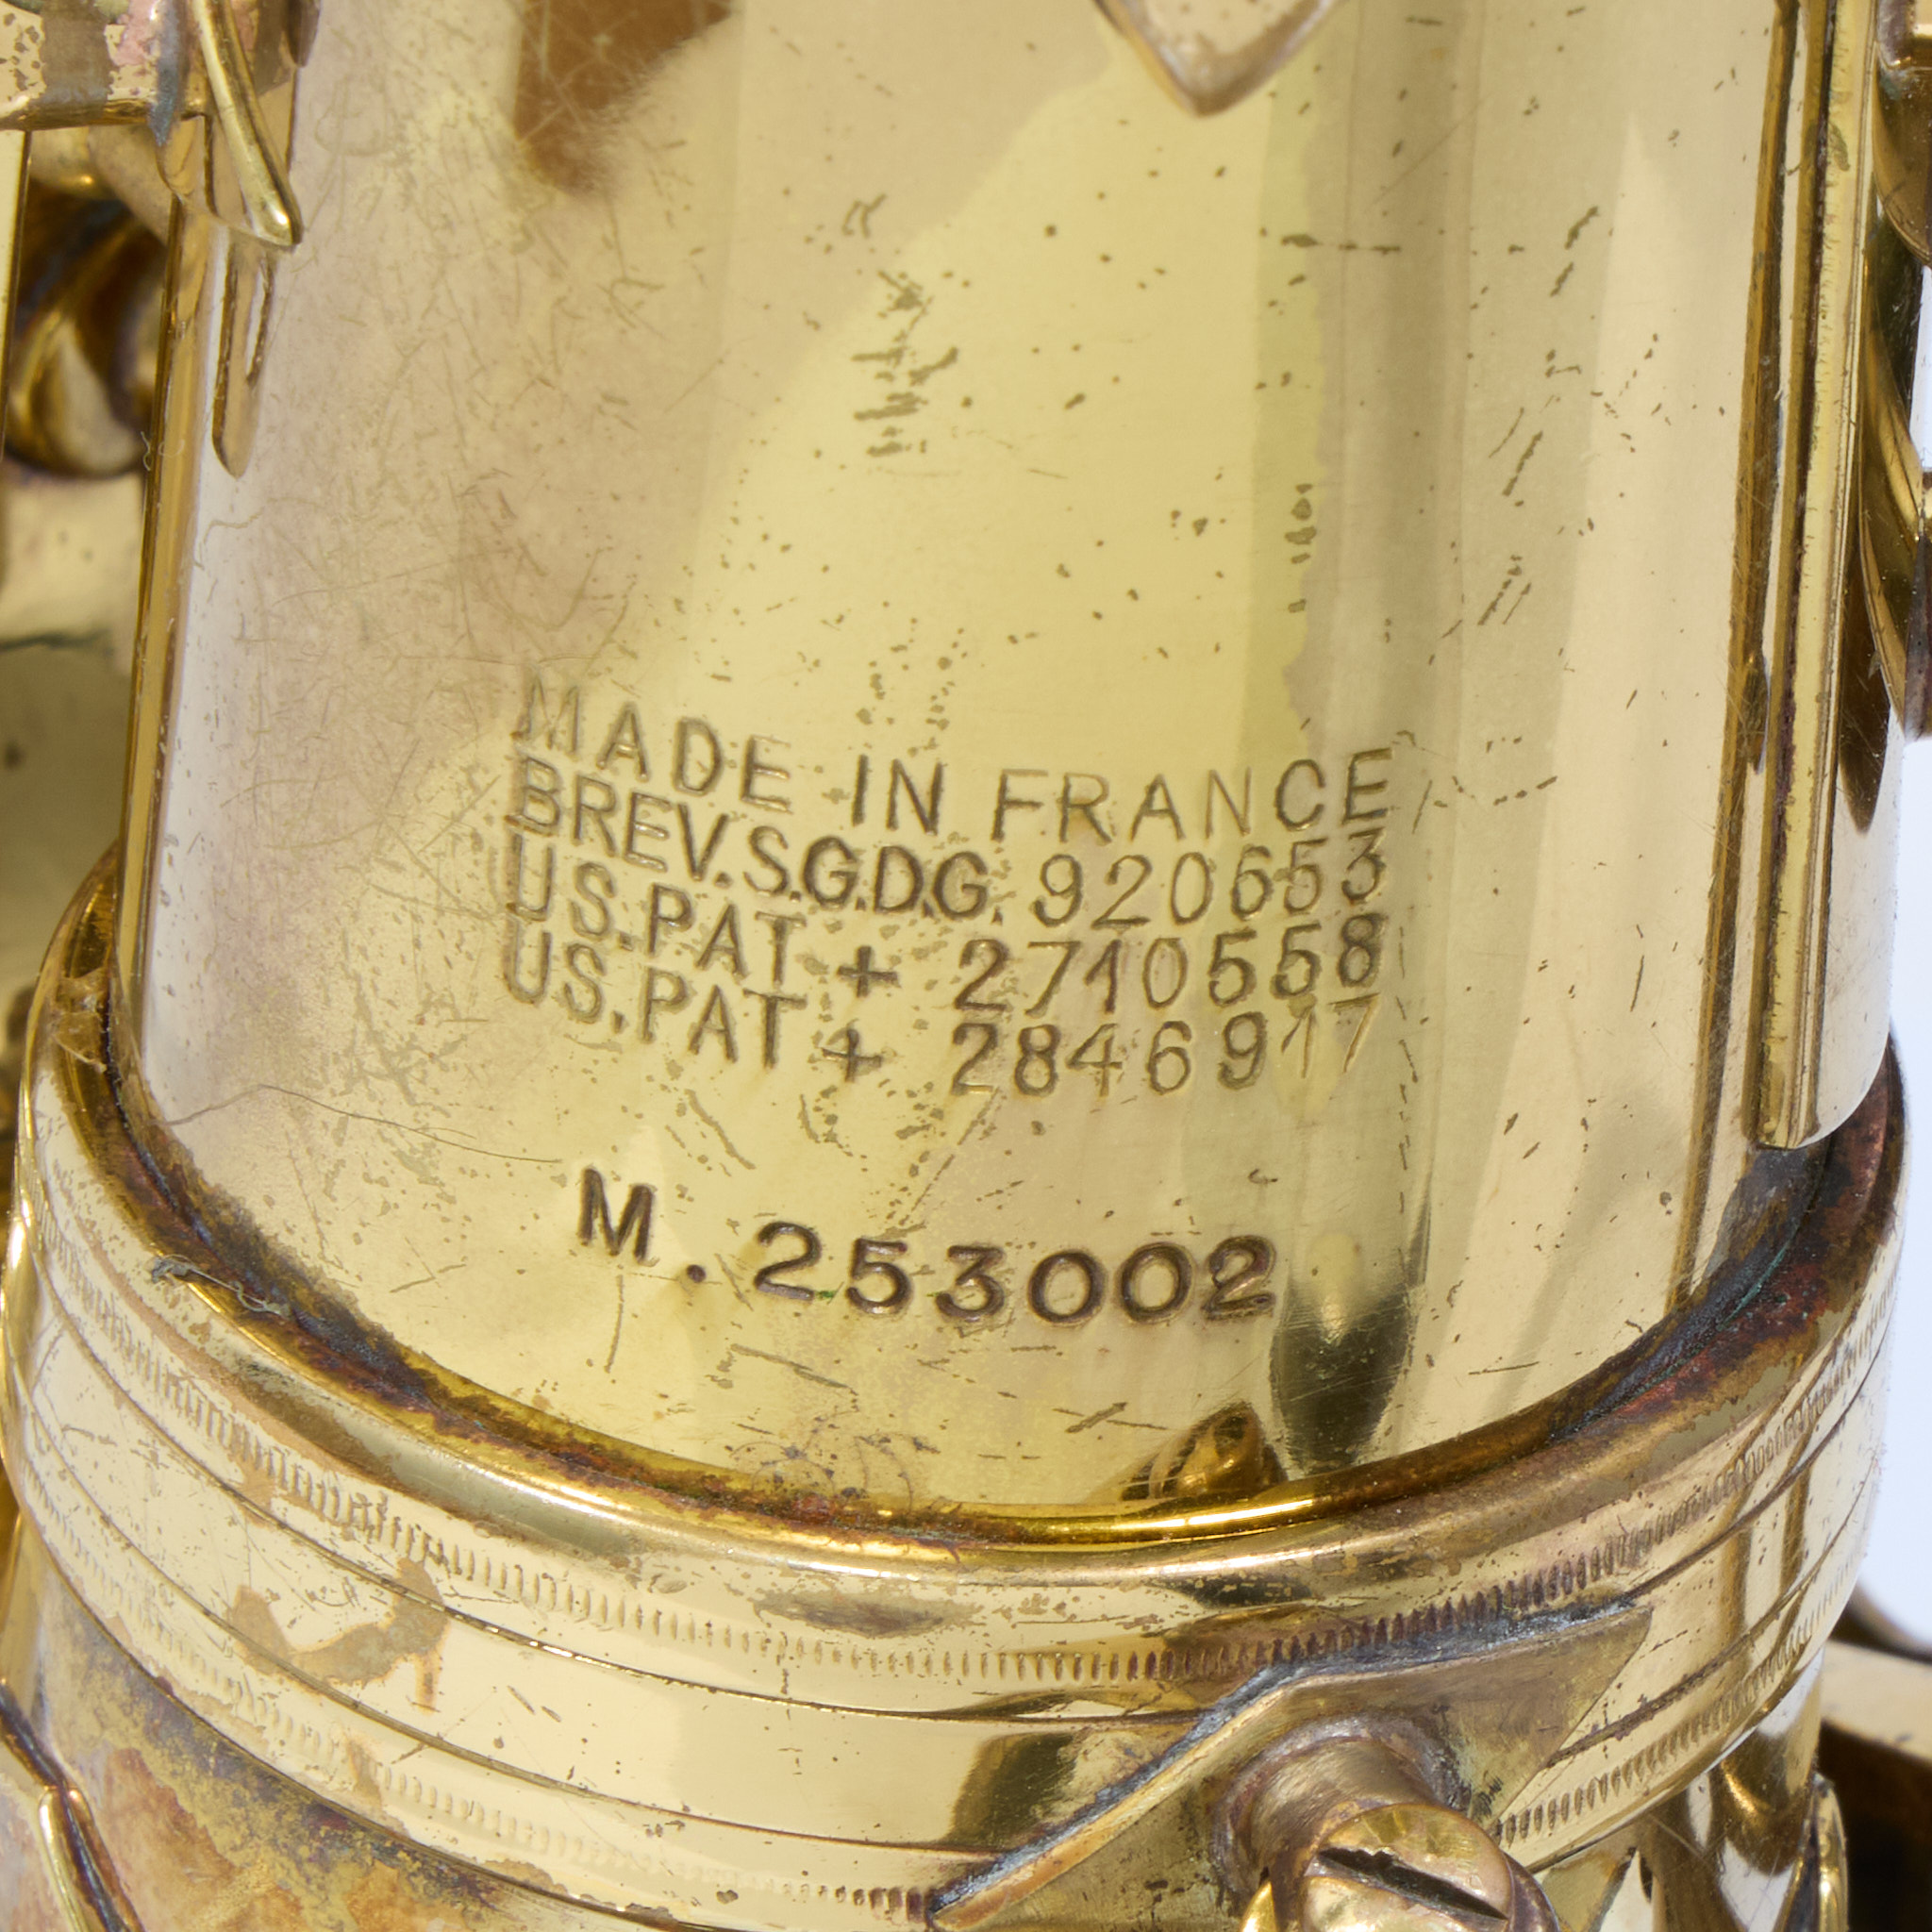 MADE IN FRANCE
BREV.S.G.D.G. 920653
US.PAT + 2710558
US.PAT + 2846917
M. 253002